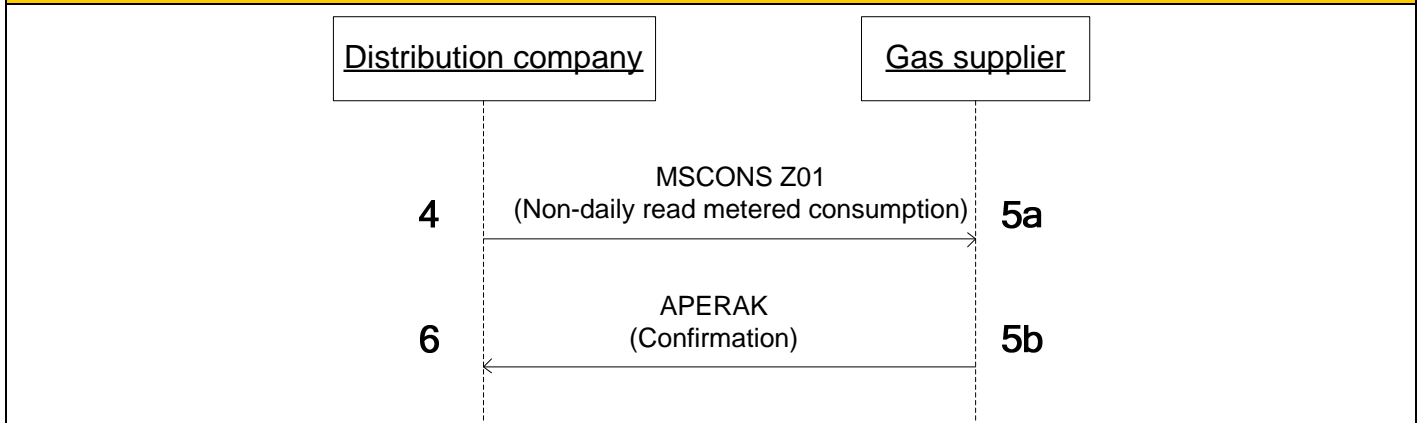 Distribution company
Gas supplier
MSCONS Z01
4
(Non-daily read metered consumption)
5a
APERAK
6
(Confirmation)
5b